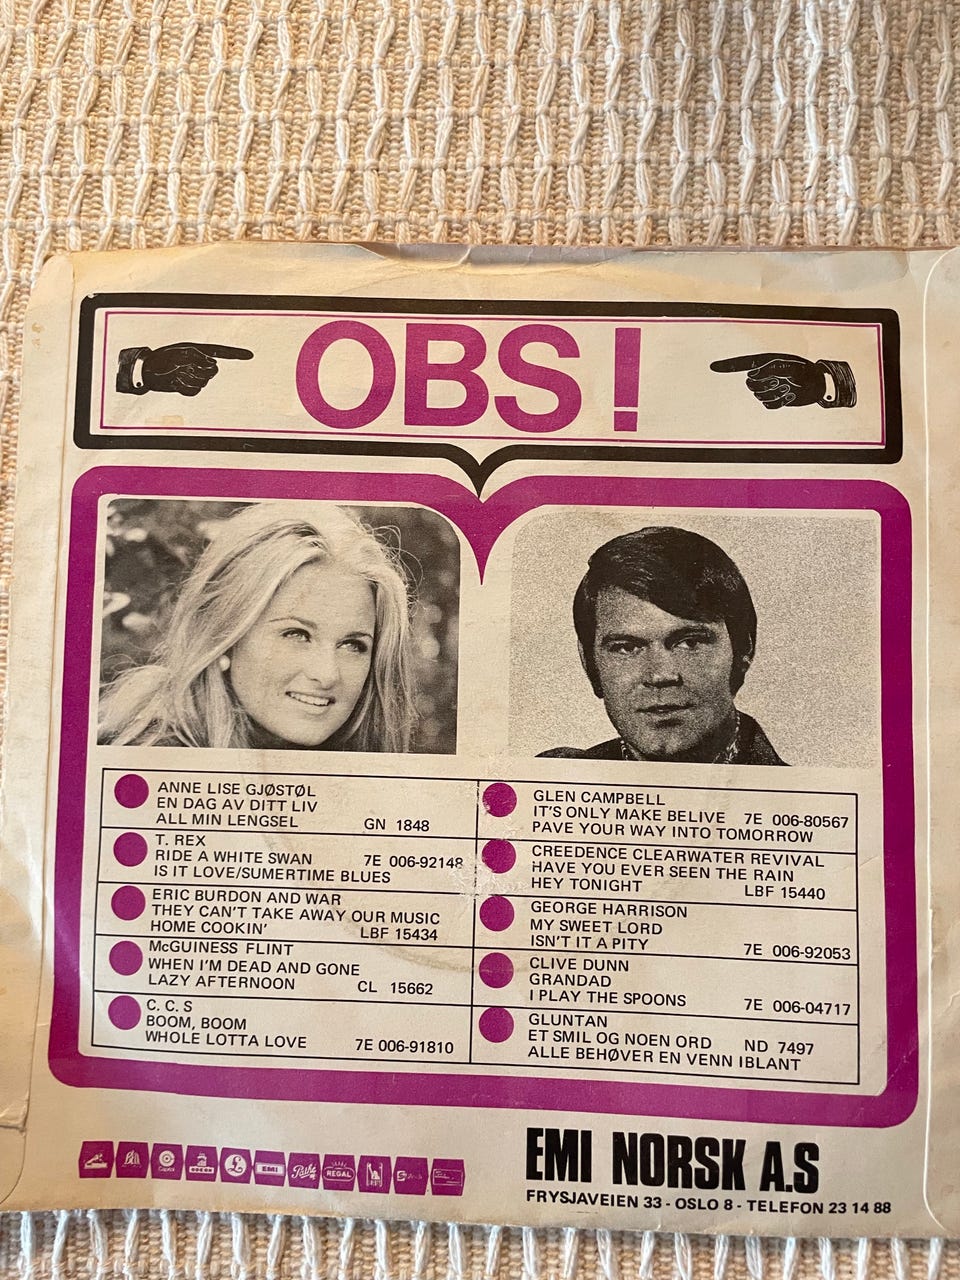 OBS!
ANNE LISE GJØSTØL
EN DAG AV DITT LIV
ALL MIN LENGSEL GN 1848
T. REX
RIDE A WHITE SWAN 7E 006-92148
IS IT LOVE/SUMERTIME BLUES
ERIC BURDON AND WAR
THEY CAN'T TAKE AWAY OUR MUSIC
HOME COOKIN' LBF 15434
McGUINESS FLINT
WHEN I'M DEAD AND GONE
LAZY AFTERNOON CL 15662
C. C. S
BOOM, BOOM
WHOLE LOTTA LOVE 7E 006-91810
GLEN CAMPBELL
IT'S ONLY MAKE BELIVE 7E 006-80567
PAVE YOUR WAY INTO TOMORROW
CREEDENCE CLEARWATER REVIVAL
HAVE YOU EVER SEEN THE RAIN
HEY TONIGHT LBF 15440
GEORGE HARRISON
MY SWEET LORD
ISN'T IT A PITY 7E 006-92053
CLIVE DUNN
GRANDAD
I PLAY THE SPOONS 7E 006-04717
GLUNTAN
ET SMIL OG NOEN ORD ND 7497
ALLE BEHØVER EN VENN IBLANT
Capitol ODEON £ EMI Pathé REGAL
EMI NORSK A.S
FRYSJAVEIEN 33 - OSLO 8 - TELEFON 23 14 88